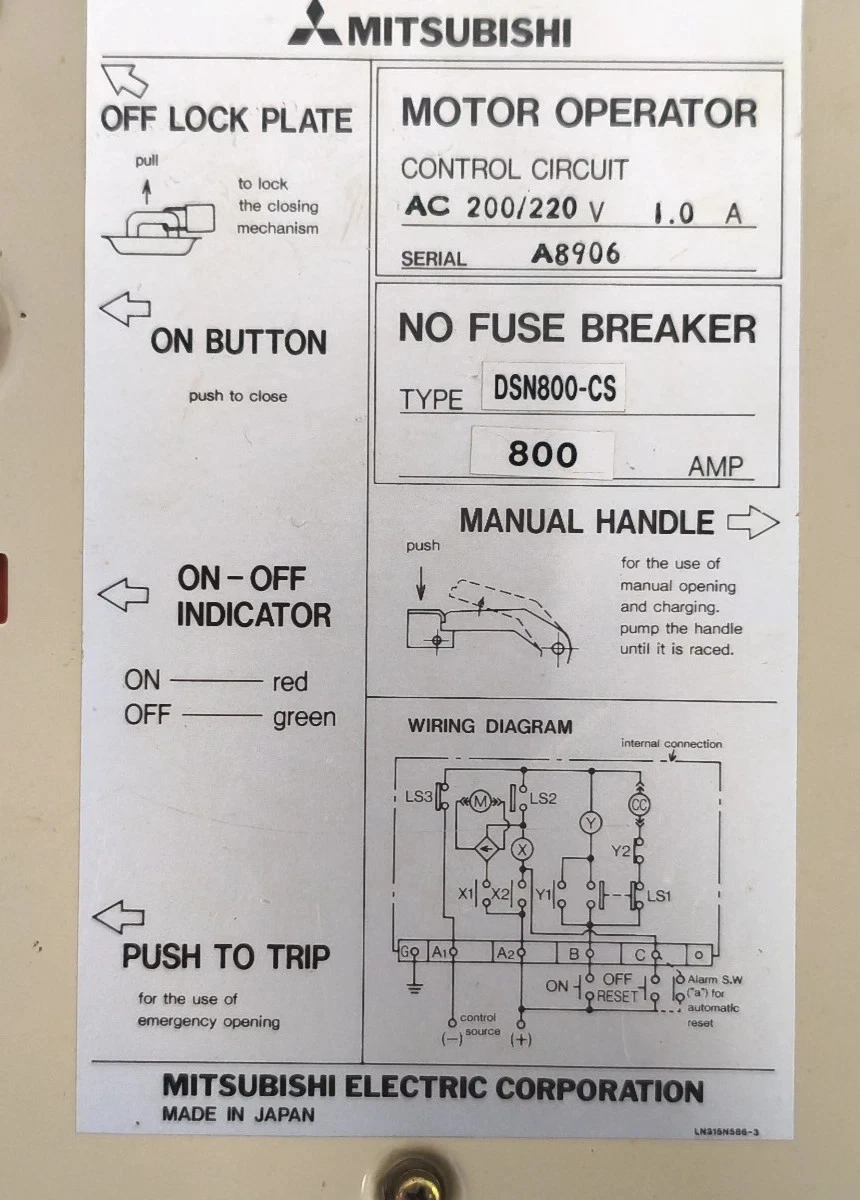 MITSUBISHI
OFF LOCK PLATE
pull
to lock
the closing
mechanism
ON BUTTON
push to close
ON-OFF
INDICATOR
ON red
OFF green
PUSH TO TRIP
for the use of
emergency opening
MOTOR OPERATOR
CONTROL CIRCUIT
AC 200/220 V 1.0 A
SERIAL A8906
NO FUSE BREAKER
TYPE DSN800-CS
800 AMP
MANUAL HANDLE
push
for the use of
manual opening
and charging.
pump the handle
until it is raced.
WIRING DIAGRAM
internal connection
LS3 M LS2 CC
Y
X Y2
X1 X2 Y1 LS1
G A1 A2 B C
ON OFF
RESET
Alarm S.W
("a") for
automatic
reset
control
source
(−) (+)
MITSUBISHI ELECTRIC CORPORATION
MADE IN JAPAN
LN315N586-3